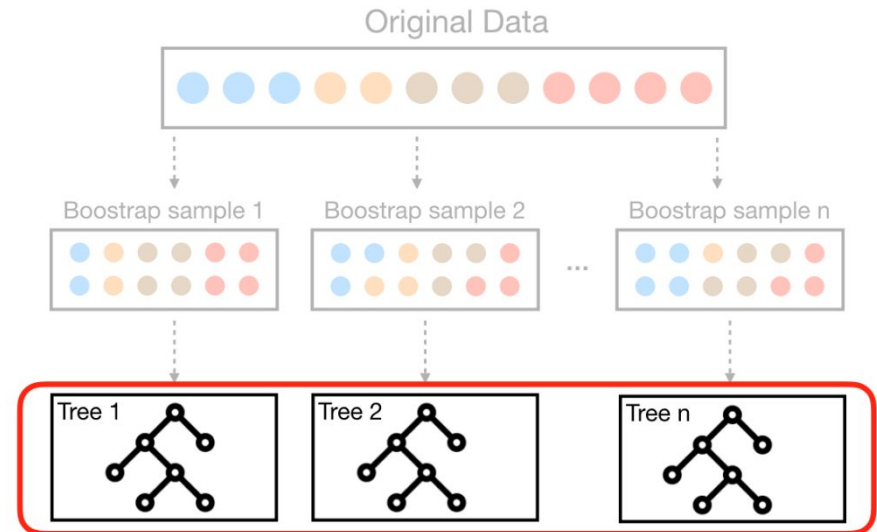 Original Data
Boostrap sample 1
Boostrap sample 2
Boostrap sample n
...
Tree 1
Tree 2
Tree n